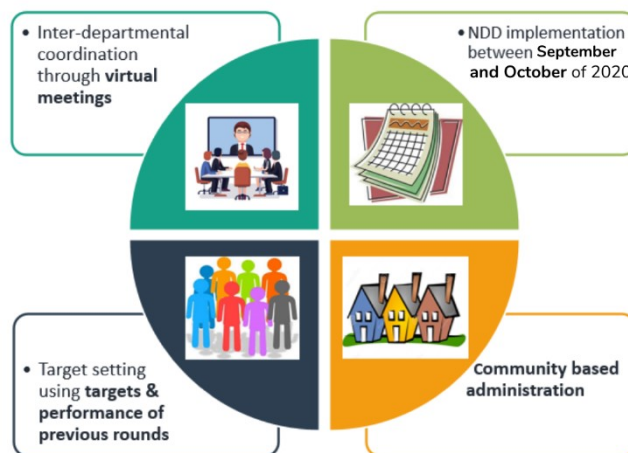 • Inter-departmental
coordination
through virtual
meetings
• NDD implementation
between September
and October of 2020
• Target setting
using targets &
performance of
previous rounds
Community based
administration